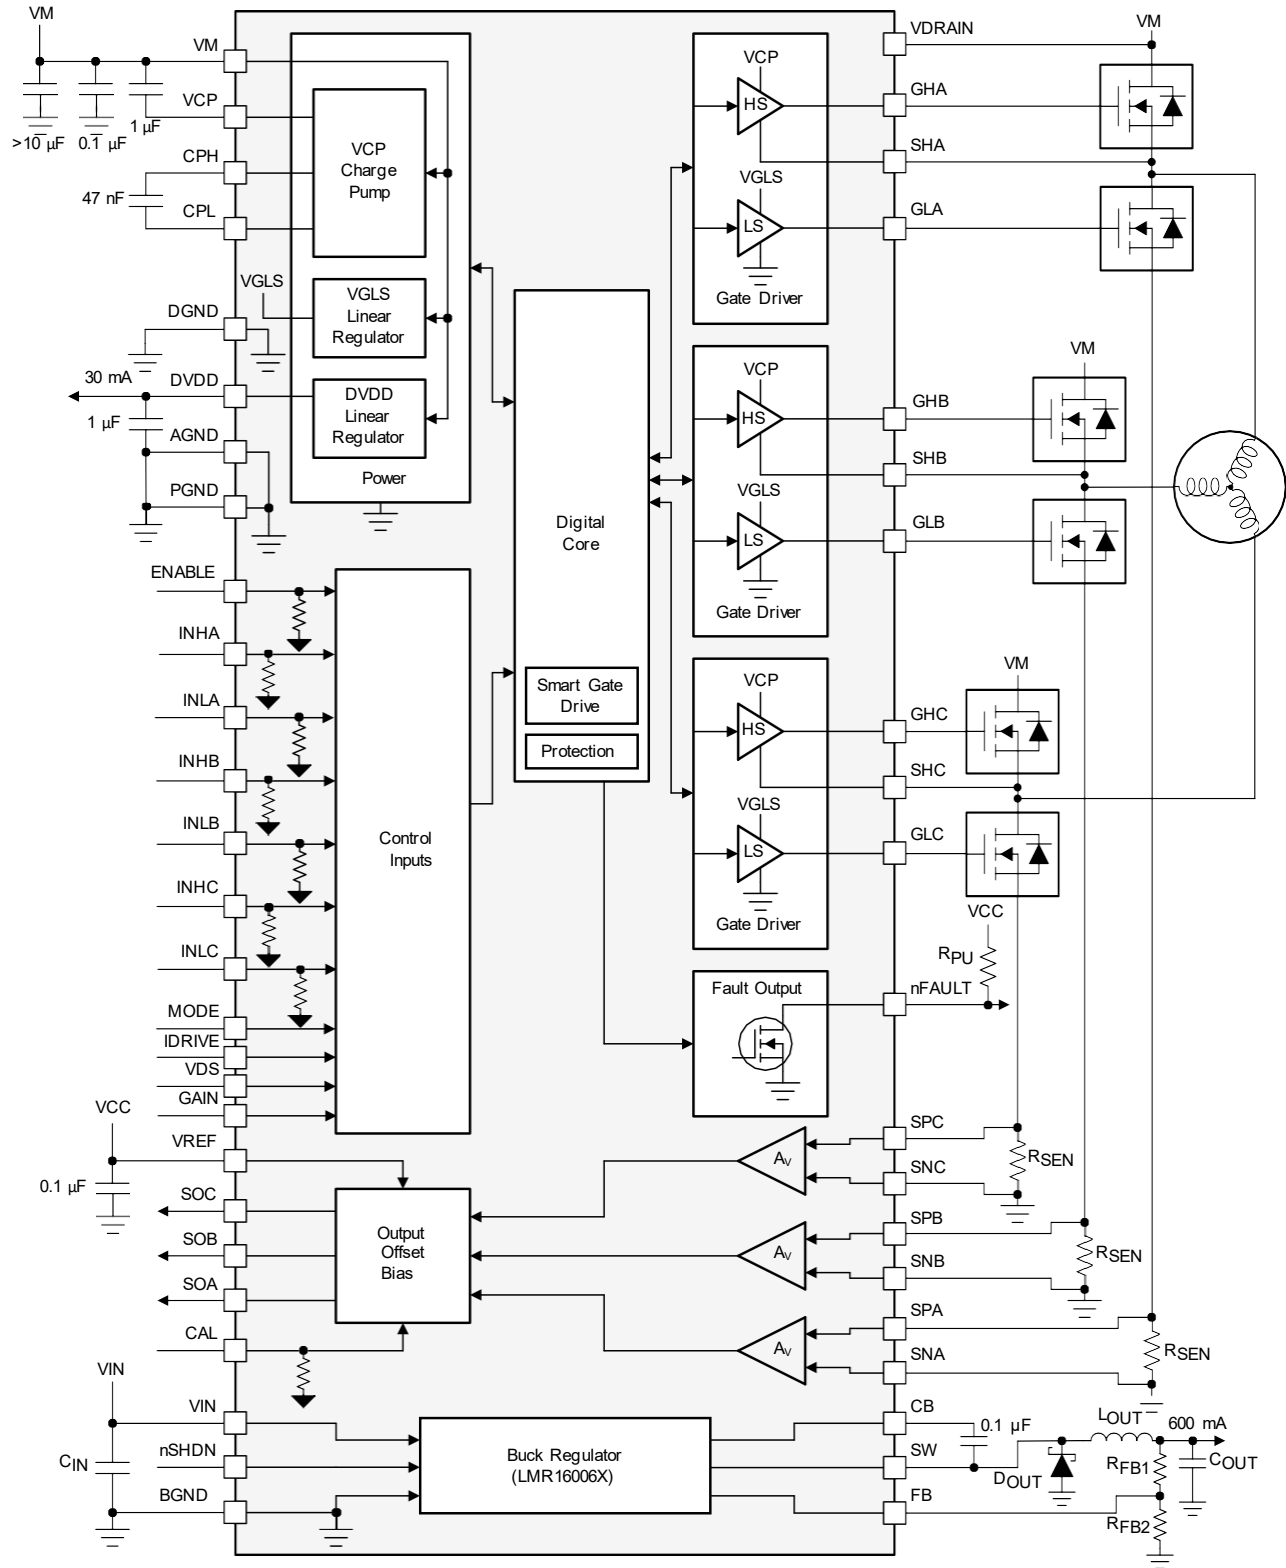 VM
VM
VCP
>10 µF
0.1 µF
1 µF
CPH
47 nF
CPL
VCP
Charge
Pump
VGLS
VGLS
Linear
Regulator
DGND
30 mA
DVDD
1 µF
DVDD
Linear
Regulator
AGND
Power
PGND
ENABLE
INHA
INLA
INHB
INLB
INHC
INLC
MODE
IDRIVE
VDS
GAIN
Control
Inputs
Digital
Core
Smart Gate
Drive
Protection
VCP
HS
VGLS
LS
Gate Driver
VCP
HS
VGLS
LS
Gate Driver
VCP
HS
VGLS
LS
Gate Driver
Fault Output
VDRAIN
VM
GHA
SHA
GLA
VM
GHB
SHB
GLB
VM
GHC
SHC
GLC
VCC
RPU
nFAULT
VCC
VREF
0.1 µF
SOC
SOB
SOA
CAL
Output
Offset
Bias
AV
AV
AV
SPC
SNC
RSEN
SPB
SNB
RSEN
SPA
SNA
RSEN
VIN
VIN
nSHDN
CIN
BGND
Buck Regulator
(LMR16006X)
CB
0.1 µF
SW
FB
DOUT
LOUT
600 mA
COUT
RFB1
RFB2